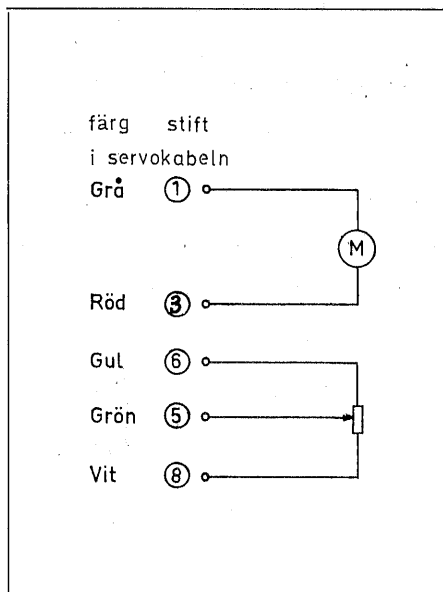 färg stift
i servokabeln
Grå 1
M
Röd 3
Gul 6
Grön 5
Vit 8